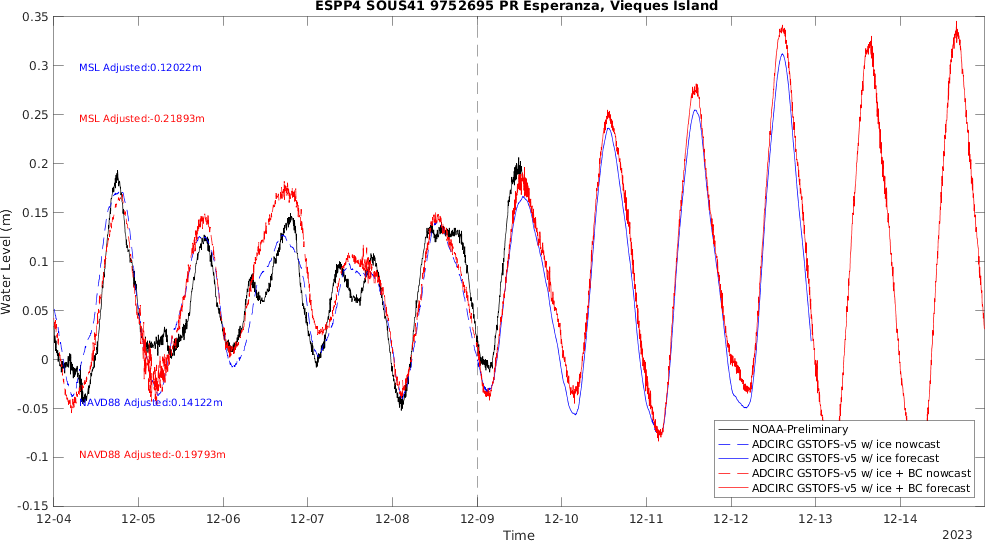 ESPP4 SOUS41 9752695 PR Esperanza, Vieques Island
0.35
0.3
0.25
0.2
0.15
0.1
0.05
0
-0.05
-0.1
-0.15
Water Level (m)
MSL Adjusted:0.12022m
MSL Adjusted:-0.21893m
NAVD88 Adjusted:0.14122m
NAVD88 Adjusted:-0.19793m
NOAA-Preliminary
ADCIRC GSTOFS-v5 w/ ice nowcast
ADCIRC GSTOFS-v5 w/ ice forecast
ADCIRC GSTOFS-v5 w/ ice + BC nowcast
ADCIRC GSTOFS-v5 w/ ice + BC forecast
12-04 12-05 12-06 12-07 12-08 12-09 12-10 12-11 12-12 12-13 12-14
Time
2023